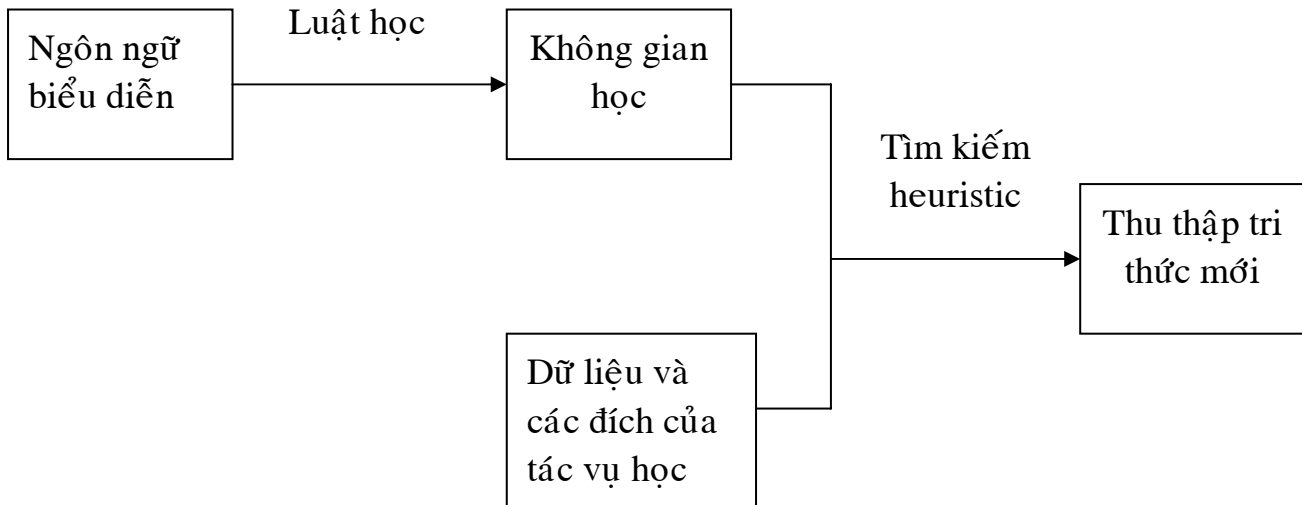 Ngôn ngữ
biểu diễn
Luật học
Không gian
học
Tìm kiếm
heuristic
Thu thập tri
thức mới
Dữ liệu và
các đích của
tác vụ học